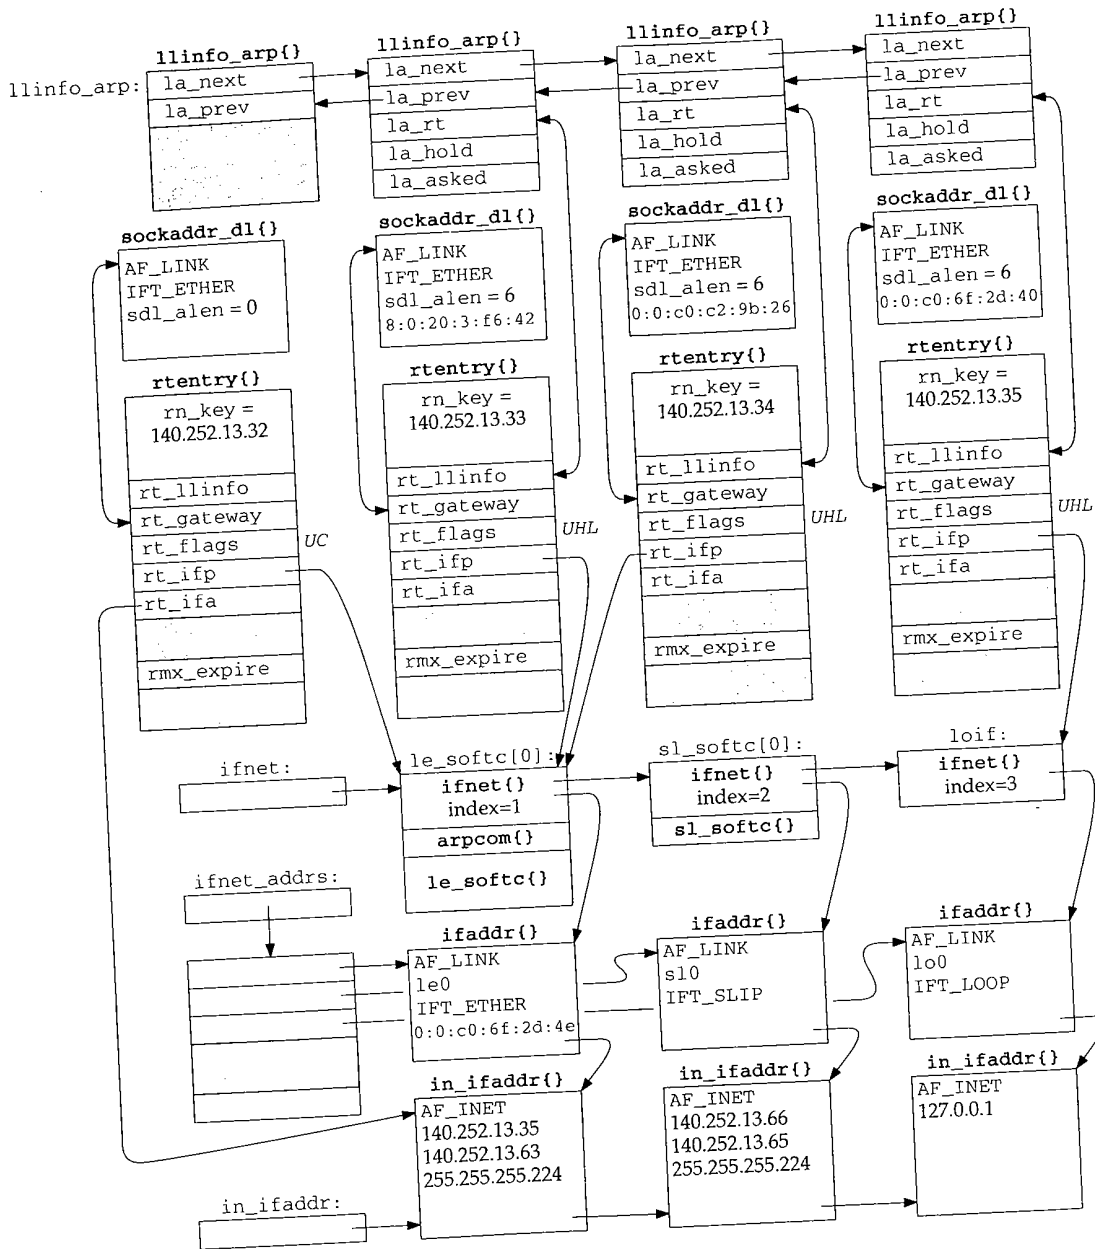 llinfo_arp{}
llinfo_arp{}
llinfo_arp{}
llinfo_arp{}
llinfo_arp:
la_next
la_prev
la_next
la_prev
la_rt
la_hold
la_asked
la_next
la_prev
la_rt
la_hold
la_asked
la_next
la_prev
la_rt
la_hold
la_asked
sockaddr_dl{}
AF_LINK
IFT_ETHER
sdl_alen = 0
sockaddr_dl{}
AF_LINK
IFT_ETHER
sdl_alen = 6
8:0:20:3:f6:42
sockaddr_dl{}
AF_LINK
IFT_ETHER
sdl_alen = 6
0:0:c0:c2:9b:26
sockaddr_dl{}
AF_LINK
IFT_ETHER
sdl_alen = 6
0:0:c0:6f:2d:40
rtentry{}
rn_key =
140.252.13.32
rt_llinfo
rt_gateway
rt_flags
UC
rt_ifp
rt_ifa
rmx_expire
rtentry{}
rn_key =
140.252.13.33
rt_llinfo
rt_gateway
rt_flags
UHL
rt_ifp
rt_ifa
rmx_expire
rtentry{}
rn_key =
140.252.13.34
rt_llinfo
rt_gateway
rt_flags
UHL
rt_ifp
rt_ifa
rmx_expire
rtentry{}
rn_key =
140.252.13.35
rt_llinfo
rt_gateway
rt_flags
UHL
rt_ifp
rt_ifa
rmx_expire
ifnet:
le_softc[0]:
ifnet{}
index=1
arpcom{}
le_softc{}
sl_softc[0]:
ifnet{}
index=2
sl_softc{}
loif:
ifnet{}
index=3
ifnet_addrs:
ifaddr{}
AF_LINK
le0
IFT_ETHER
0:0:c0:6f:2d:4e
ifaddr{}
AF_LINK
sl0
IFT_SLIP
ifaddr{}
AF_LINK
lo0
IFT_LOOP
in_ifaddr{}
AF_INET
140.252.13.35
140.252.13.63
255.255.255.224
in_ifaddr{}
AF_INET
140.252.13.66
140.252.13.65
255.255.255.224
in_ifaddr{}
AF_INET
127.0.0.1
in_ifaddr: